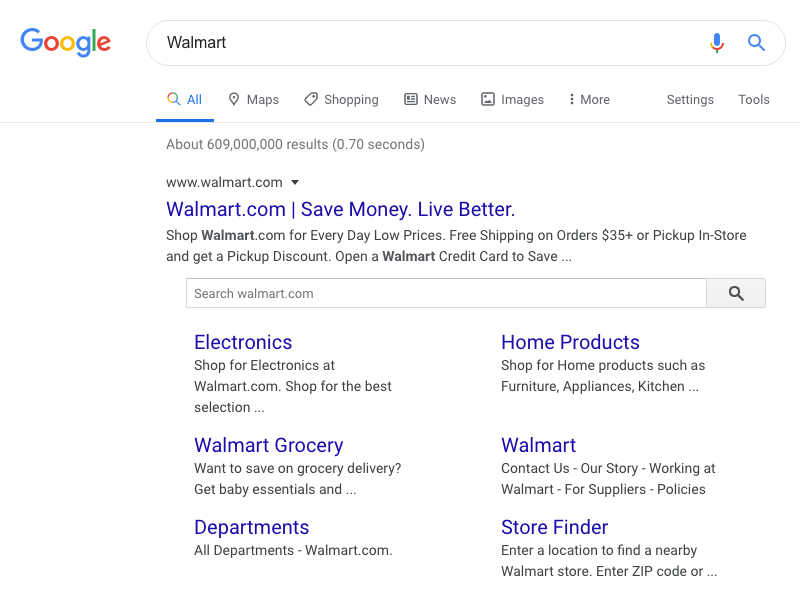 Google
Walmart
All Maps Shopping News Images More Settings Tools
About 609,000,000 results (0.70 seconds)
www.walmart.com
Walmart.com | Save Money. Live Better.
Shop Walmart.com for Every Day Low Prices. Free Shipping on Orders $35+ or Pickup In-Store
and get a Pickup Discount. Open a Walmart Credit Card to Save ...
Search walmart.com
Electronics
Shop for Electronics at
Walmart.com. Shop for the best
selection ...
Home Products
Shop for Home products such as
Furniture, Appliances, Kitchen ...
Walmart Grocery
Want to save on grocery delivery?
Get baby essentials and ...
Walmart
Contact Us - Our Story - Working at
Walmart - For Suppliers - Policies
Departments
All Departments - Walmart.com.
Store Finder
Enter a location to find a nearby
Walmart store. Enter ZIP code or ...